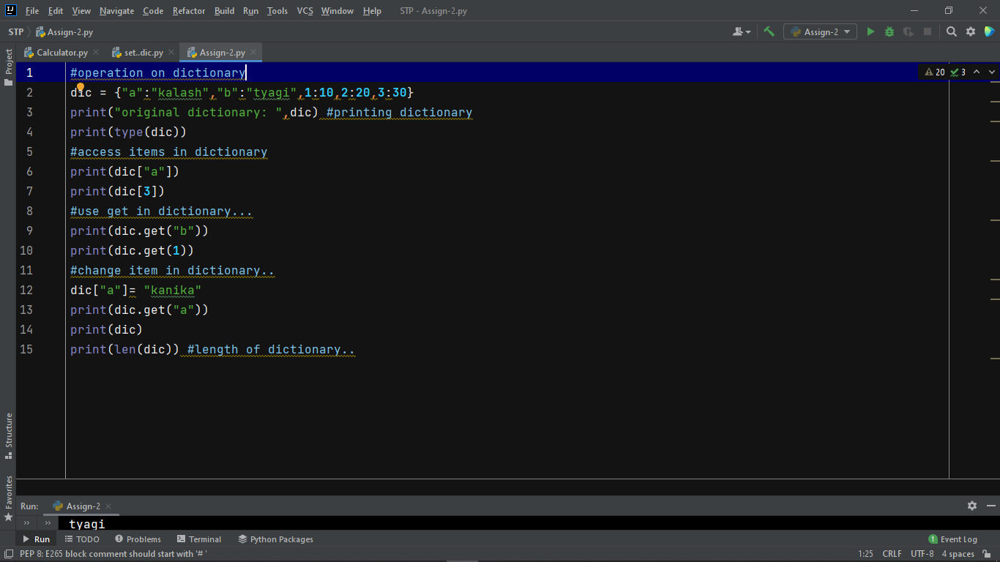 File Edit View Navigate Code Refactor Build Run Tools VCS Window Help STP - Assign-2.py
STP Assign-2.py Assign-2
Project
Calculator.py set..dic.py Assign-2.py
20 3
1 #operation on dictionary
2 dic = {"a":"kalash","b":"tyagi",1:10,2:20,3:30}
3 print("original dictionary: ",dic) #printing dictionary
4 print(type(dic))
5 #access items in dictionary
6 print(dic["a"])
7 print(dic[3])
8 #use get in dictionary...
9 print(dic.get("b"))
10 print(dic.get(1))
11 #change item in dictionary..
12 dic["a"]= "kanika"
13 print(dic.get("a"))
14 print(dic)
15 print(len(dic)) #length of dictionary..
Structure
Favorites
Run: Assign-2
tyagi
Run TODO Problems Terminal Python Packages 1 Event Log
PEP 8: E265 block comment should start with '# ' 1:25 CRLF UTF-8 4 spaces